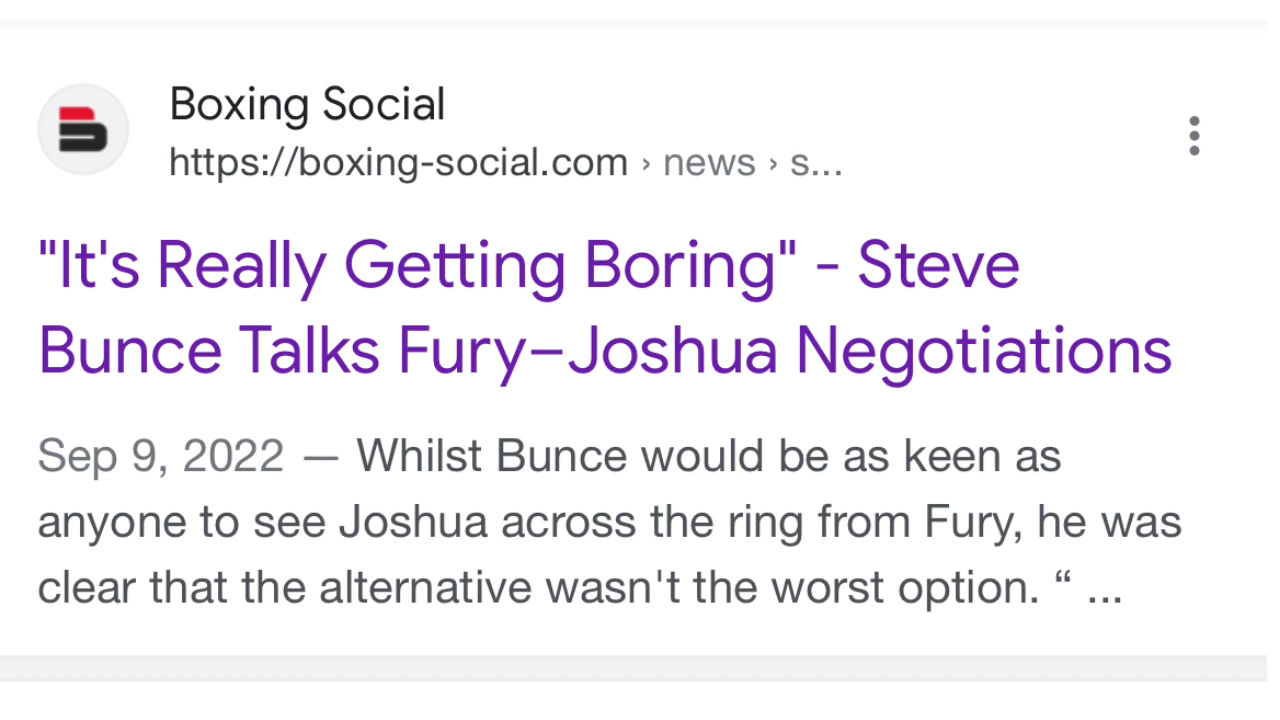 Boxing Social
https://boxing-social.com › news › s...
"It's Really Getting Boring" - Steve
Bunce Talks Fury–Joshua Negotiations
Sep 9, 2022 — Whilst Bunce would be as keen as
anyone to see Joshua across the ring from Fury, he was
clear that the alternative wasn't the worst option. “ ...